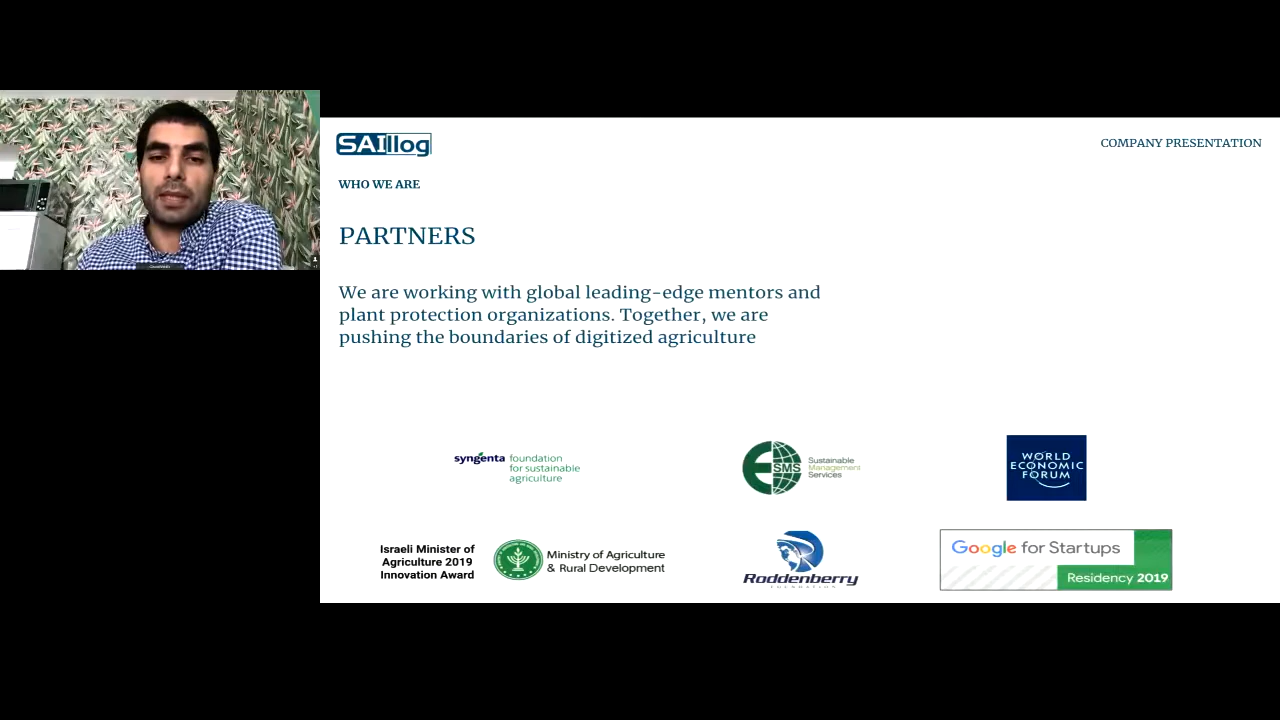 SAIllog
COMPANY PRESENTATION
WHO WE ARE
PARTNERS
We are working with global leading-edge mentors and
plant protection organizations. Together, we are
pushing the boundaries of digitized agriculture
syngenta foundation
for sustainable
agriculture
SMS
Sustainable
Management
Services
WORLD
ECONOMIC
FORUM
Israeli Minister of
Agriculture 2019
Innovation Award
Ministry of Agriculture
& Rural Development
Roddenberry
FOUNDATION
Google for Startups
Residency 2019